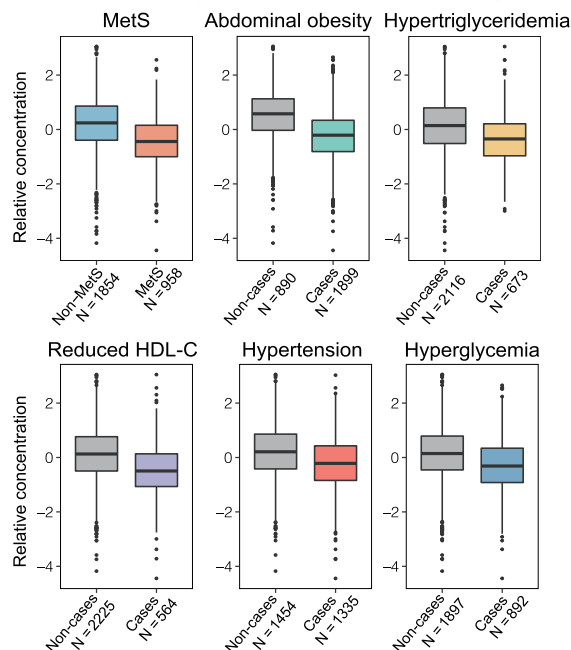 MetS
Abdominal obesity
Hypertriglyceridemia
Relative concentration
2
0
−2
−4
Non−MetS
N = 1854
MetS
N = 958
Non-cases
N = 890
Cases
N = 1899
Non-cases
N = 2116
Cases
N = 673
Reduced HDL-C
Hypertension
Hyperglycemia
Relative concentration
2
0
−2
−4
Non-cases
N = 2225
Cases
N = 564
Non-cases
N = 1454
Cases
N = 1335
Non-cases
N = 1897
Cases
N = 892